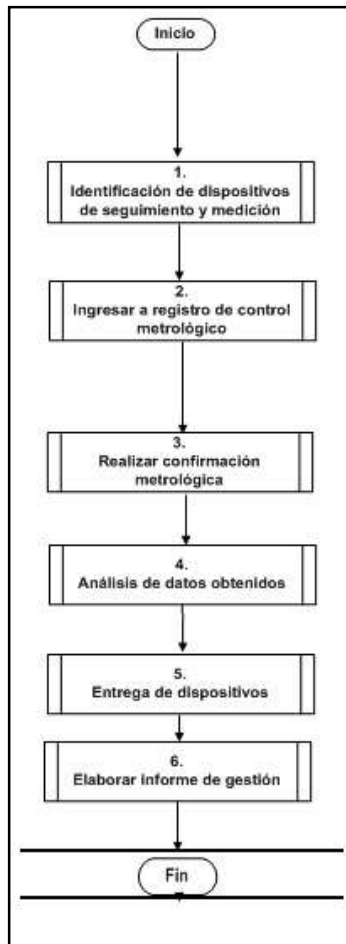 Inicio
1.
Identificación de dispositivos
de seguimiento y medición
2.
Ingresar a registro de control
metrológico
3.
Realizar confirmación
metrológica
4.
Análisis de datos obtenidos
5.
Entrega de dispositivos
6.
Elaborar informe de gestión
Fin